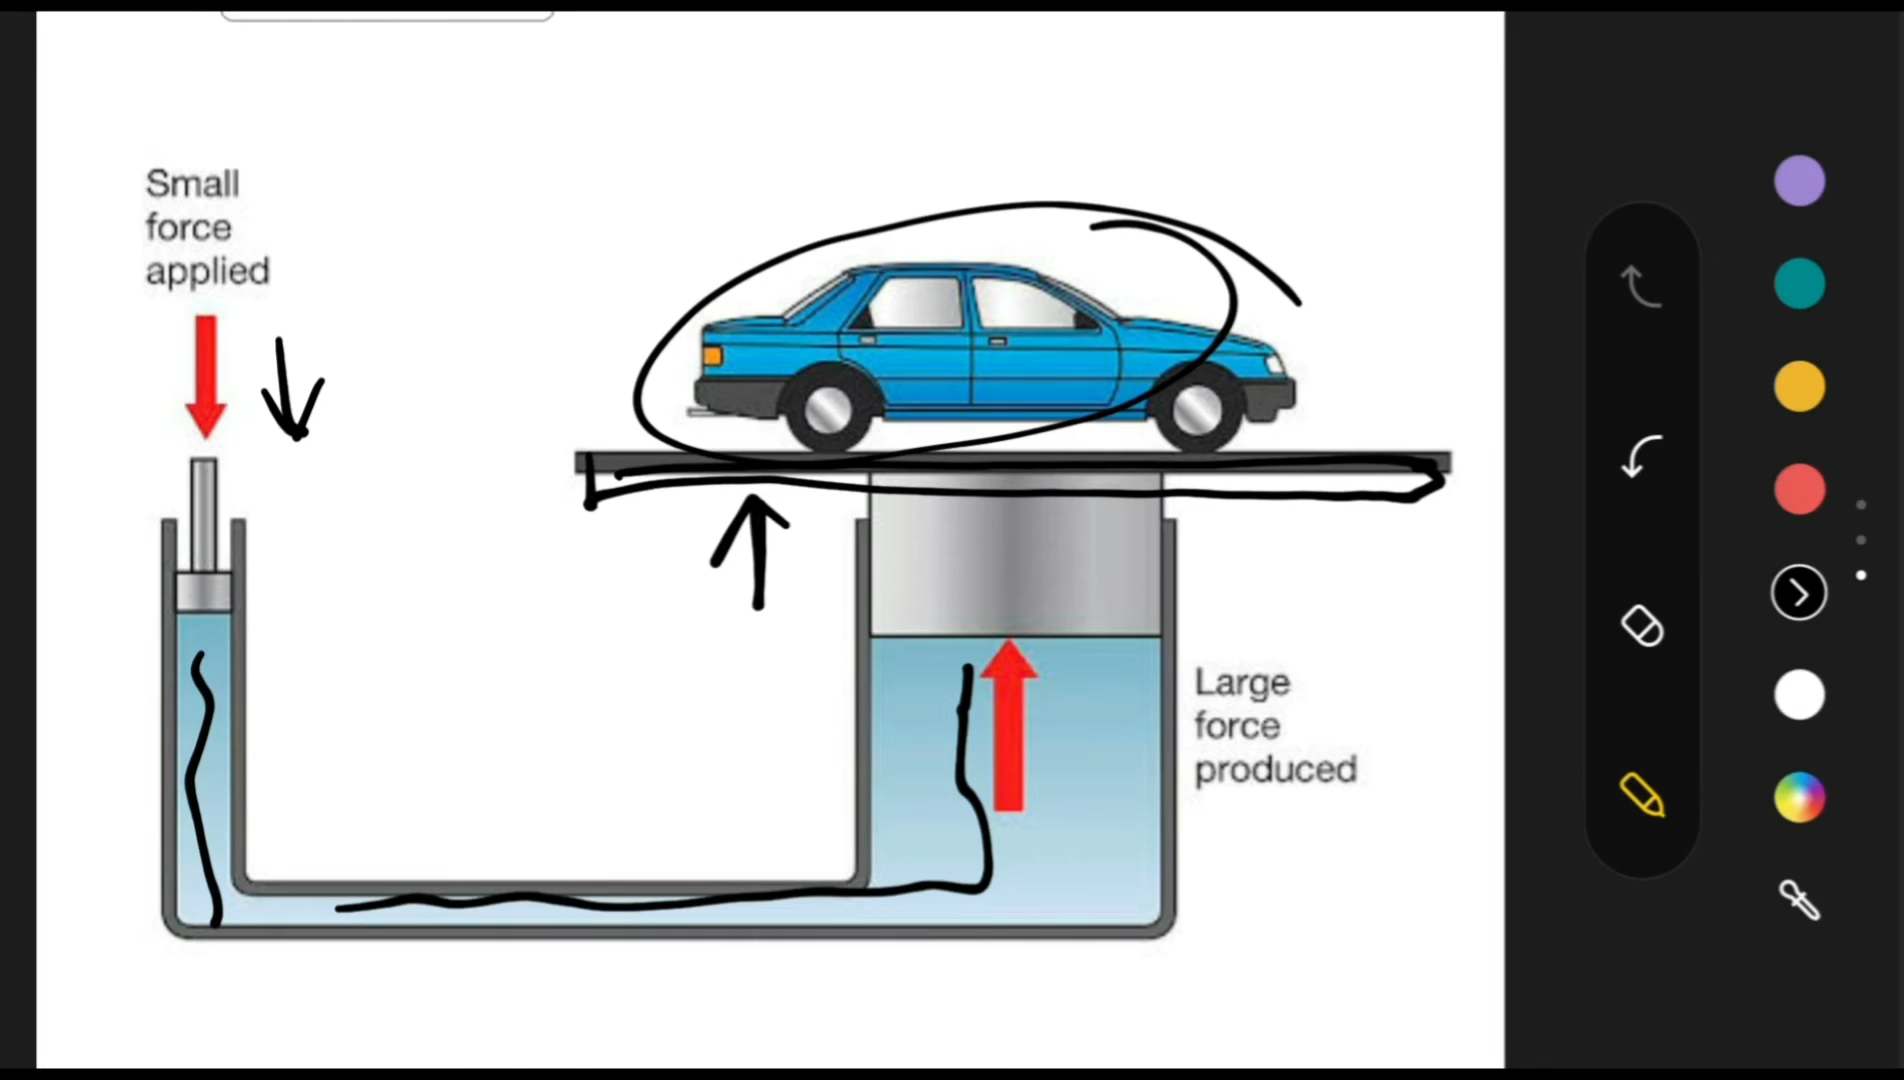 Small
force
applied
Large
force
produced